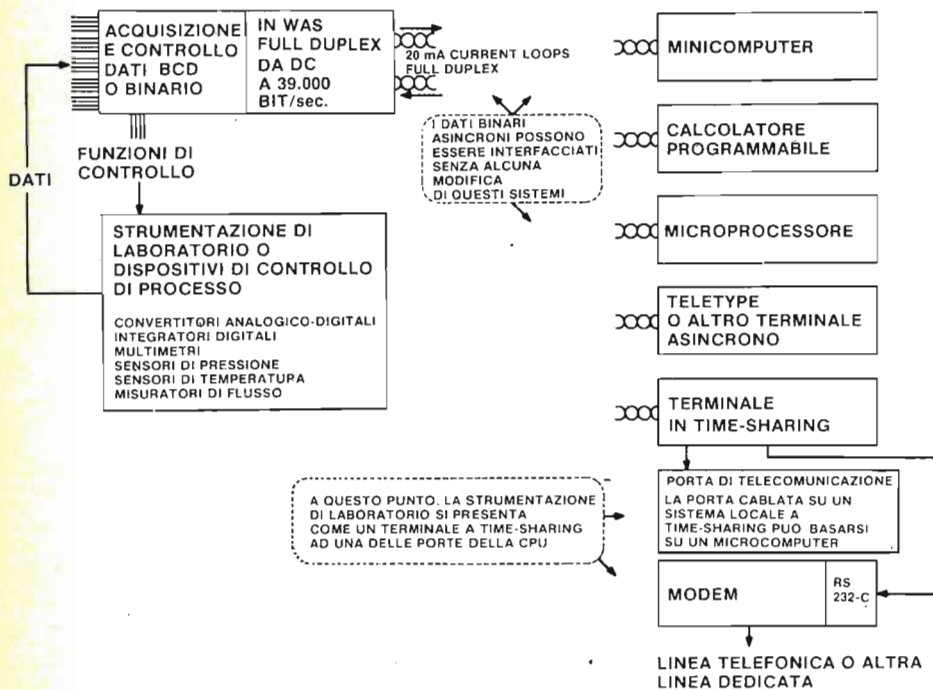 ACQUISIZIONE
E CONTROLLO
DATI BCD
O BINARIO
IN WAS
FULL DUPLEX
DA DC
A 39.000
BIT/sec.
20 mA CURRENT LOOPS
FULL DUPLEX
I DATI BINARI
ASINCRONI POSSONO
ESSERE INTERFACCIATI
SENZA ALCUNA
MODIFICA
DI QUESTI SISTEMI
FUNZIONI DI
CONTROLLO
DATI
STRUMENTAZIONE DI
LABORATORIO O
DISPOSITIVI DI CONTROLLO
DI PROCESSO
CONVERTITORI ANALOGICO-DIGITALI
INTEGRATORI DIGITALI
MULTIMETRI
SENSORI DI PRESSIONE
SENSORI DI TEMPERATURA
MISURATORI DI FLUSSO
MINICOMPUTER
CALCOLATORE
PROGRAMMABILE
MICROPROCESSORE
TELETYPE
O ALTRO TERMINALE
ASINCRONO
TERMINALE
IN TIME-SHARING
A QUESTO PUNTO, LA STRUMENTAZIONE
DI LABORATORIO SI PRESENTA
COME UN TERMINALE A TIME-SHARING
AD UNA DELLE PORTE DELLA CPU
PORTA DI TELECOMUNICAZIONE
LA PORTA CABLATA SU UN
SISTEMA LOCALE A
TIME-SHARING PUO BASARSI
SU UN MICROCOMPUTER
MODEM
RS
232-C
LINEA TELEFONICA O ALTRA
LINEA DEDICATA